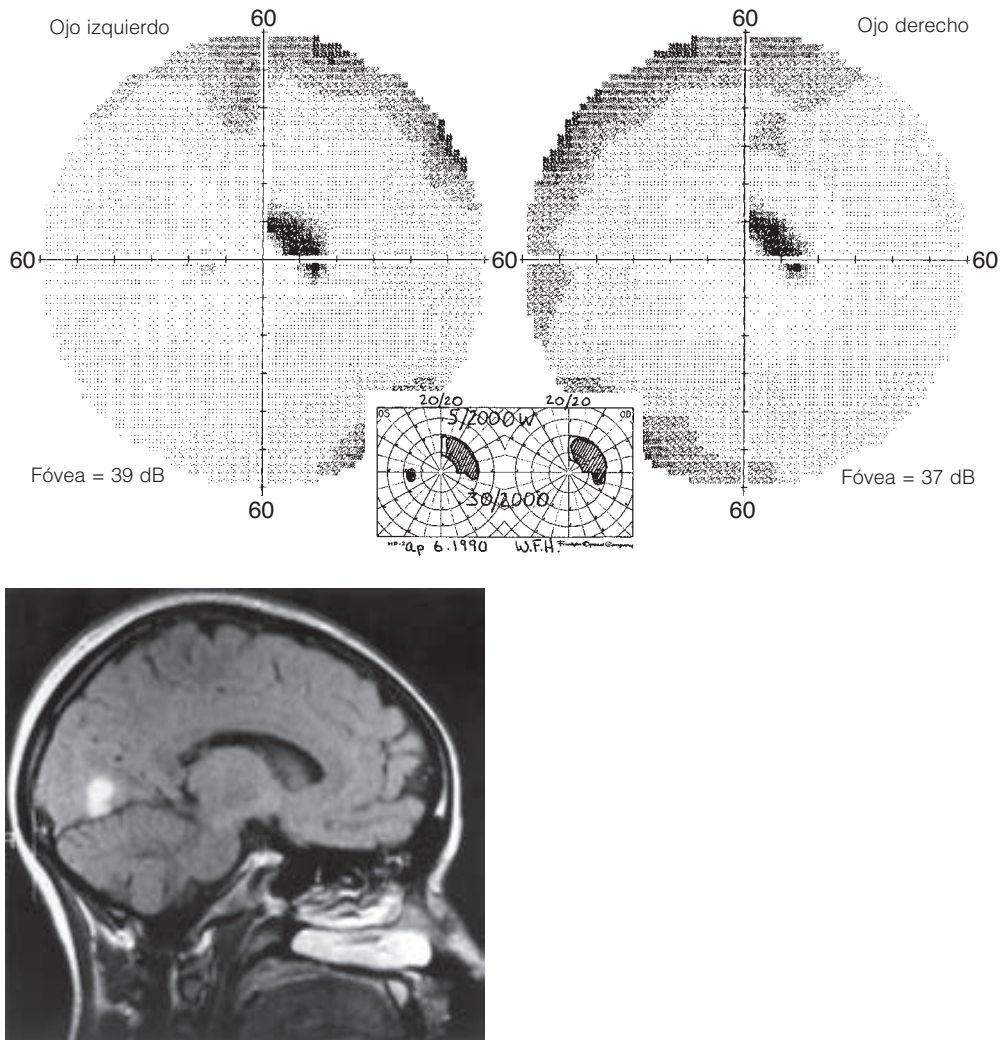 Ojo izquierdo
60
Ojo derecho
60
60
60
60
Fóvea = 39 dB
60
Fóvea = 37 dB
60
20/20
20/20
OS
5/2000W
OD
30/2000
Ap 6.1990
W.F.H.